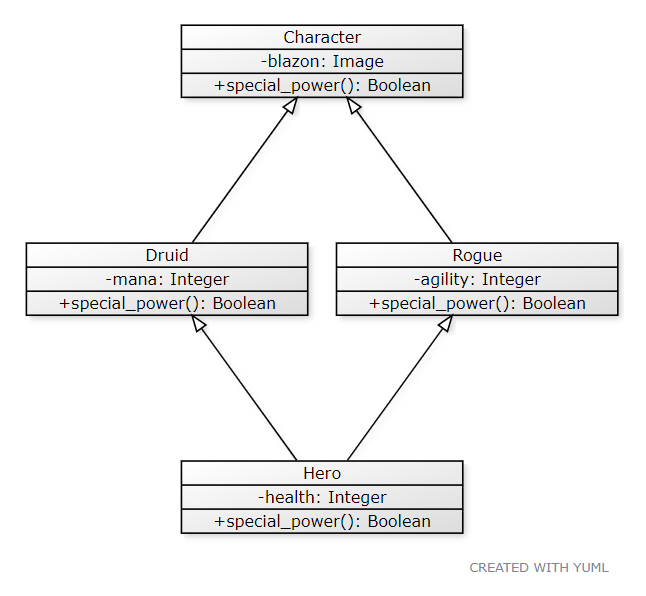 Character
-blazon: Image
+special_power(): Boolean
Druid
-mana: Integer
+special_power(): Boolean
Rogue
-agility: Integer
+special_power(): Boolean
Hero
-health: Integer
+special_power(): Boolean
CREATED WITH YUML